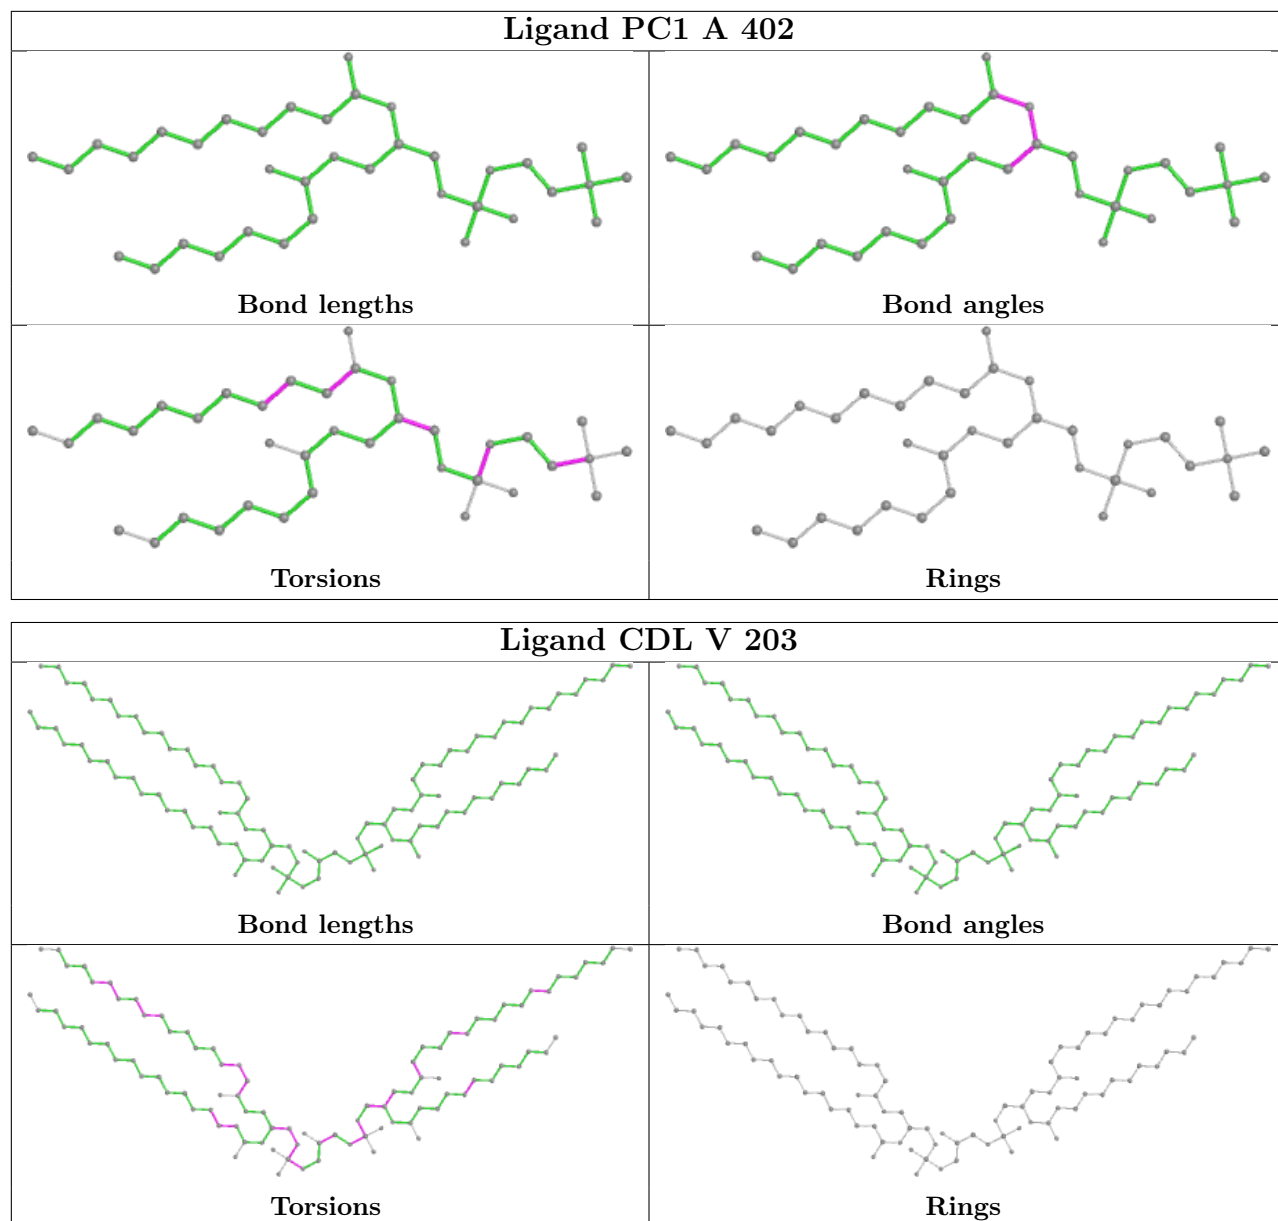 Ligand PC1 A 402
Bond lengths
Bond angles
Torsions
Rings
Ligand CDL V 203
Bond lengths
Bond angles
Torsions
Rings